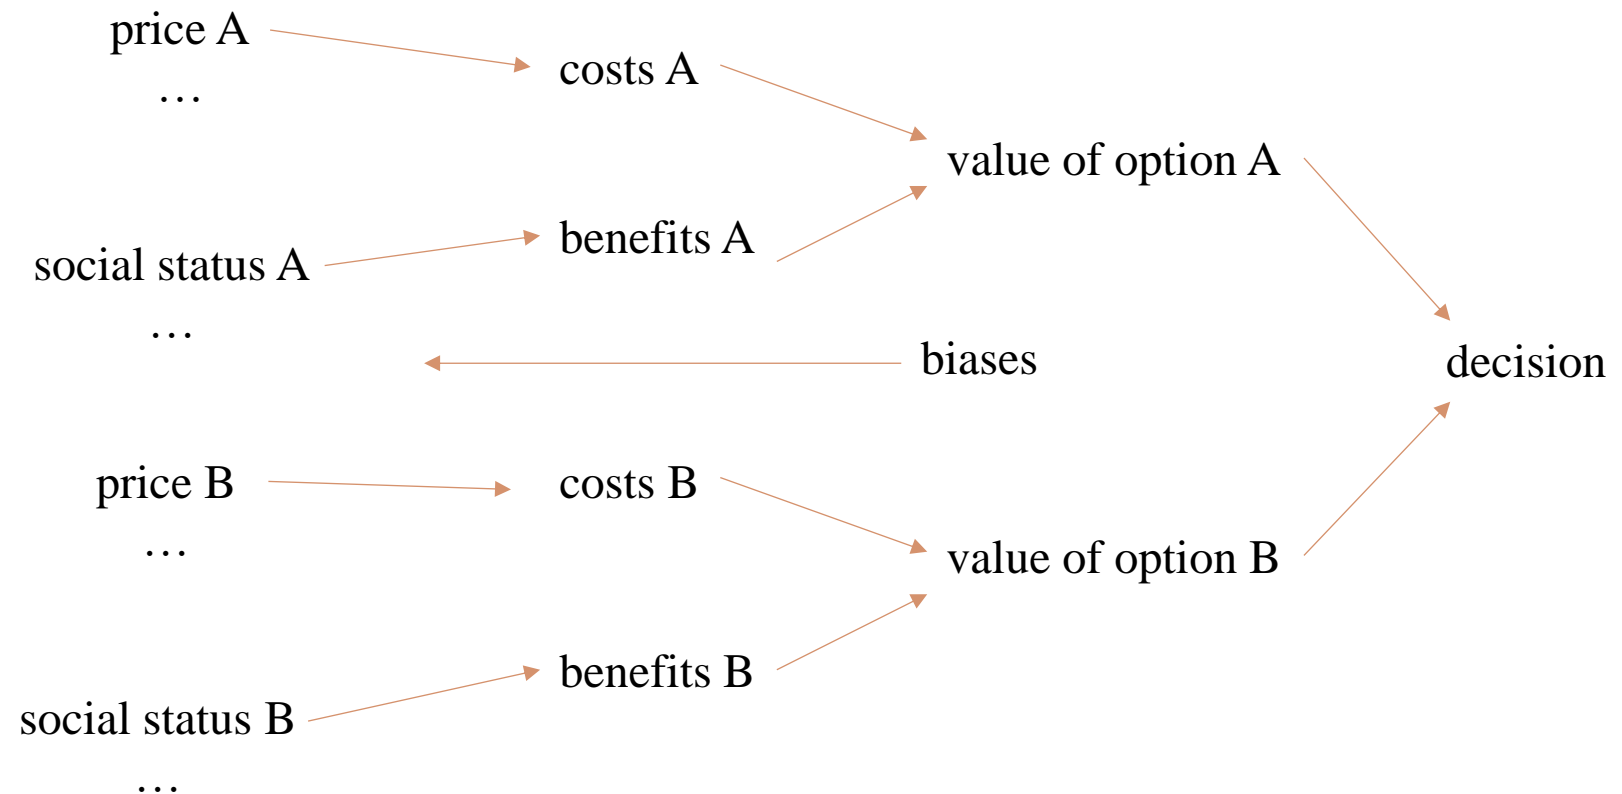 price A
…
costs A
value of option A
benefits A
social status A
…
biases
decision
price B
…
costs B
value of option B
benefits B
social status B
…